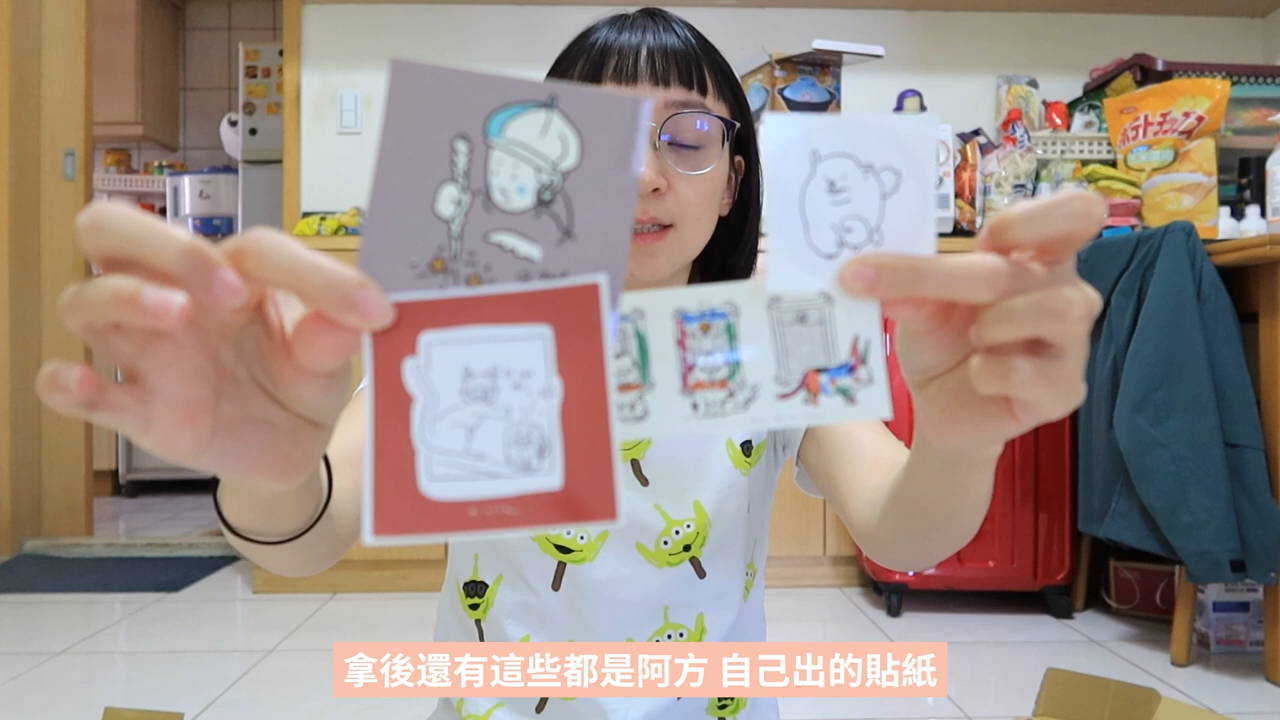 ポテトチップス
拿後還有這些都是阿方 自己出的貼紙